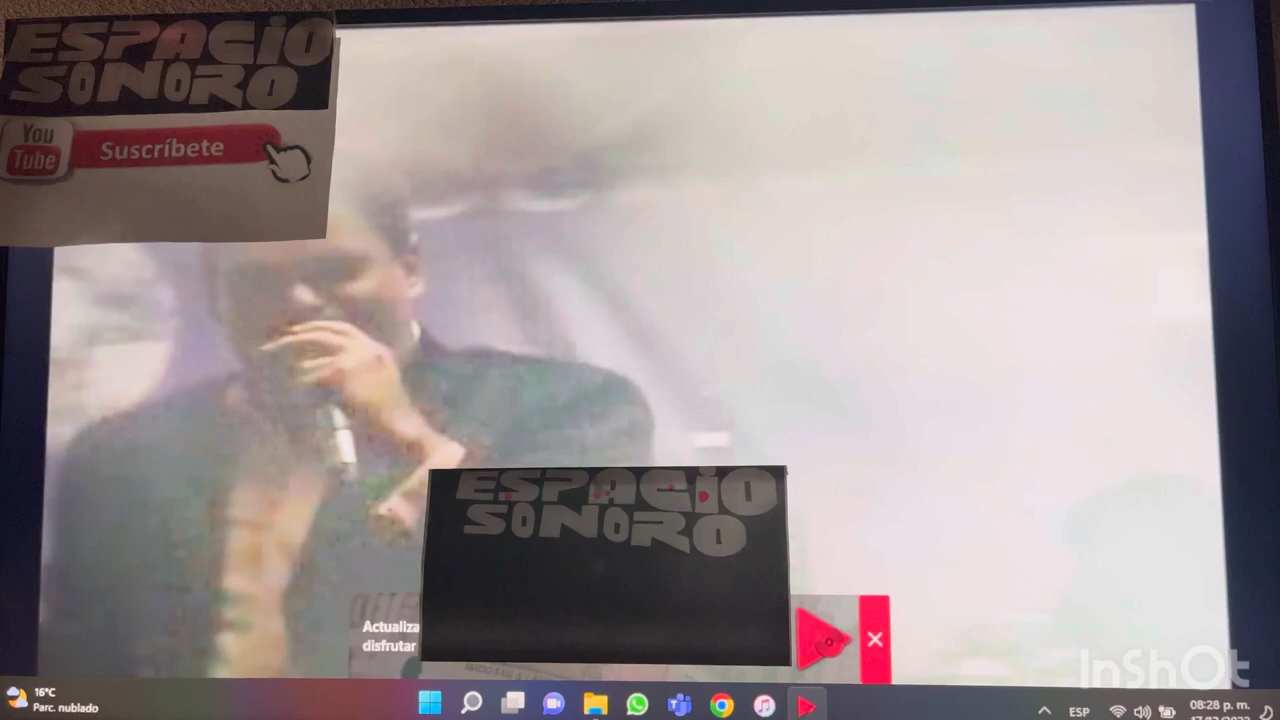 ESPACIO
SONORO
You
Tube
Suscríbete
ESPACIO
SONORO
Actualiza
disfrutar
InShOt
16°C
Parc. nublado
ESP
08:28 p. m.